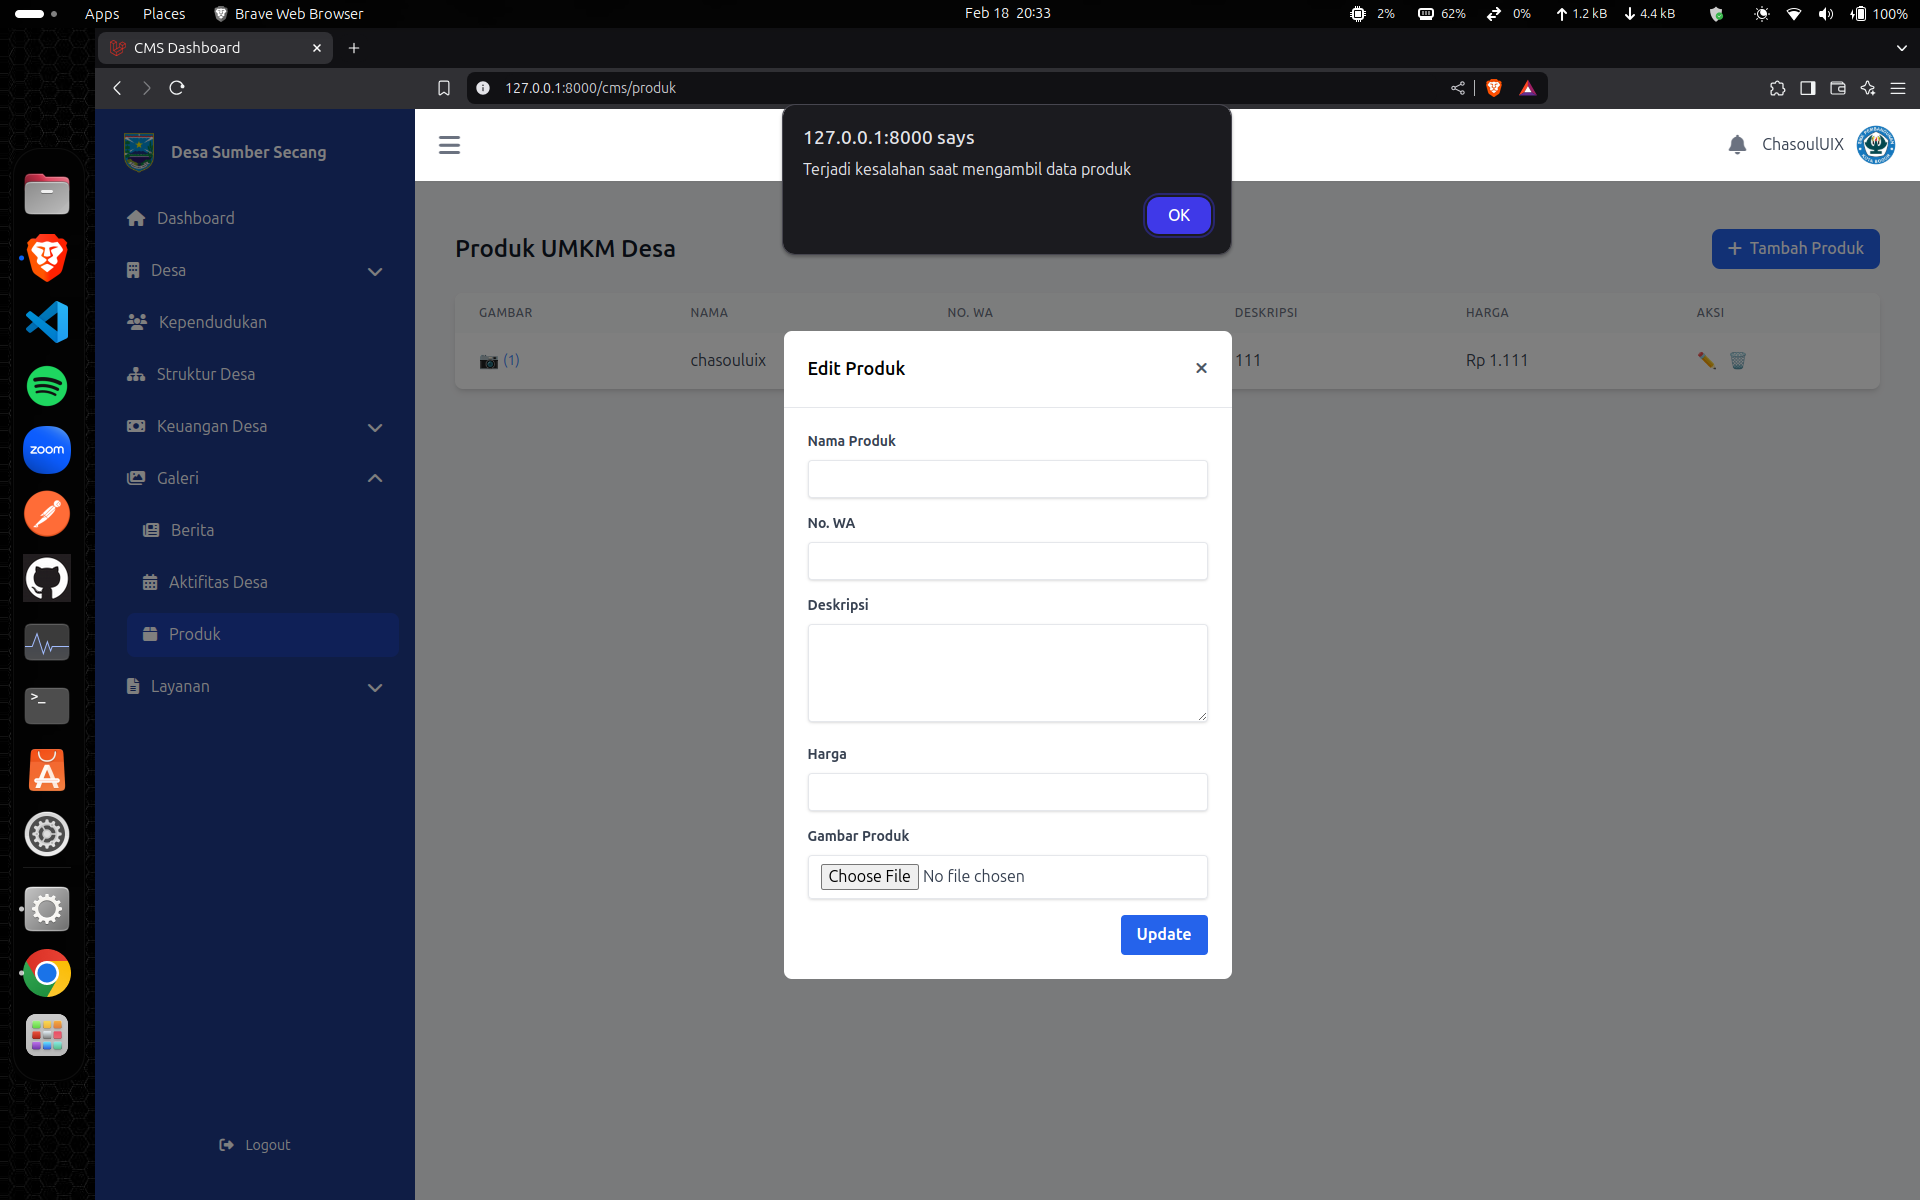 Apps Places Brave Web Browser Feb 18 20:33 2% 62% 0% 1.2 kB 4.4 kB 100%
CMS Dashboard
127.0.0.1:8000/cms/produk
127.0.0.1:8000 says
Terjadi kesalahan saat mengambil data produk
OK
Desa Sumber Secang
ChasoulUIX
Dashboard
Desa
Kependudukan
Struktur Desa
Keuangan Desa
Galeri
Berita
Aktifitas Desa
Produk
Layanan
Logout
Produk UMKM Desa
Tambah Produk
GAMBAR NAMA NO. WA DESKRIPSI HARGA AKSI
(1) chasouluix 111 Rp 1.111
Edit Produk
Nama Produk
No. WA
Deskripsi
Harga
Gambar Produk
Choose File No file chosen
Update
zoom
>_